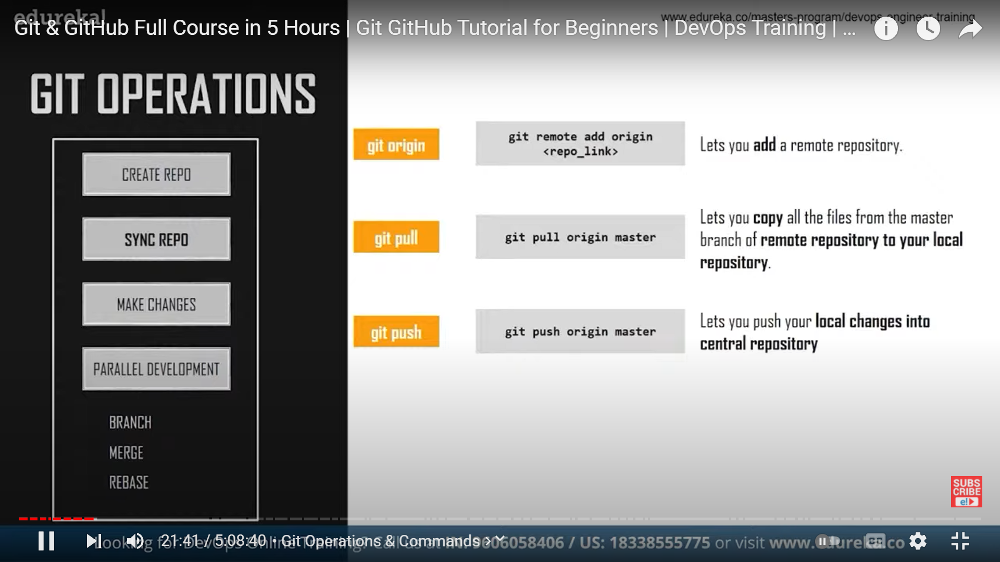 edureka!
www.edureka.co/masters-program/devops-engineer-training
Git & GitHub Full Course in 5 Hours | Git GitHub Tutorial for Beginners | DevOps Training | ...
GIT OPERATIONS
CREATE REPO
SYNC REPO
MAKE CHANGES
PARALLEL DEVELOPMENT
BRANCH
MERGE
REBASE
git origin
git remote add origin
<repo_link>
Lets you add a remote repository.
git pull
git pull origin master
Lets you copy all the files from the master
branch of remote repository to your local
repository.
git push
git push origin master
Lets you push your local changes into
central repository
SUBS
CRIBE
e!
21:41 / 5:08:40 • Git Operations & Commands
Looking for DevOps Online Training? Call us at IN: 9606058406 / US: 18338555775 or visit www.edureka.co